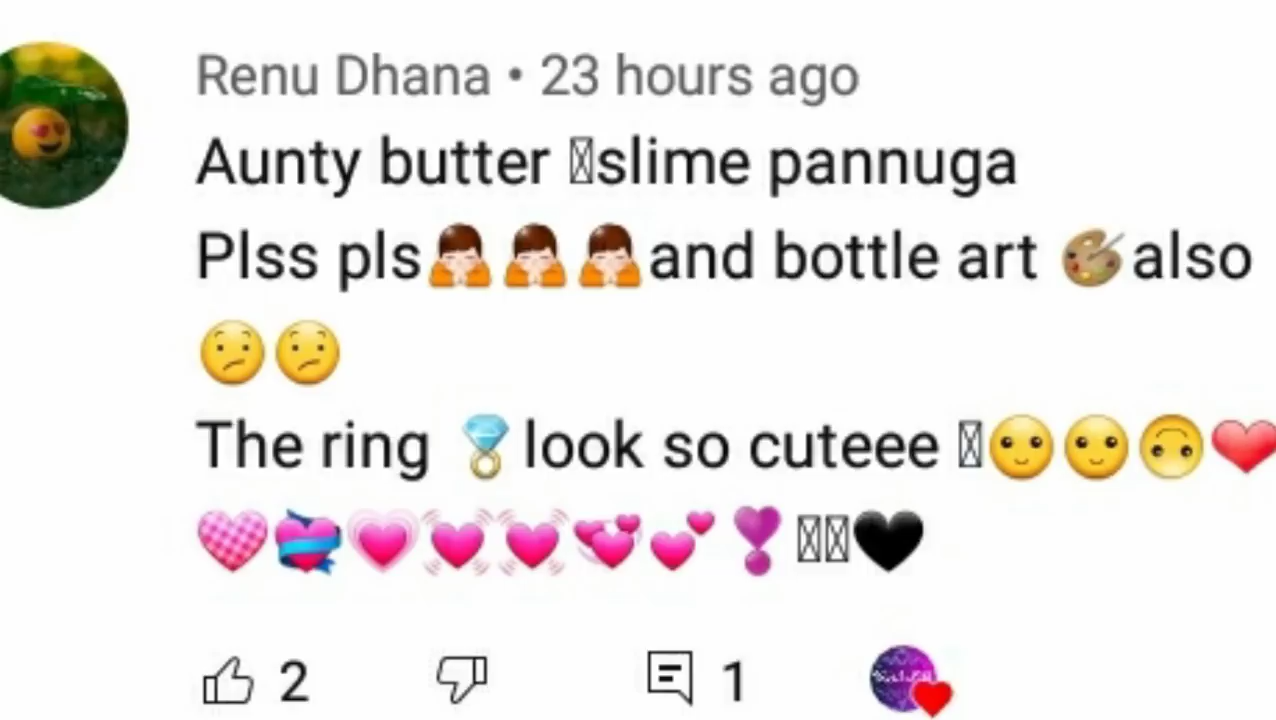 Renu Dhana • 23 hours ago
Aunty butter slime pannuga
Plss pls🙏🙏🙏and bottle art 🎨also
😕😕
The ring 💍look so cuteee 🙂🙂🙃❤
💟💝💗💓💓💞💕❣🖤
2 1